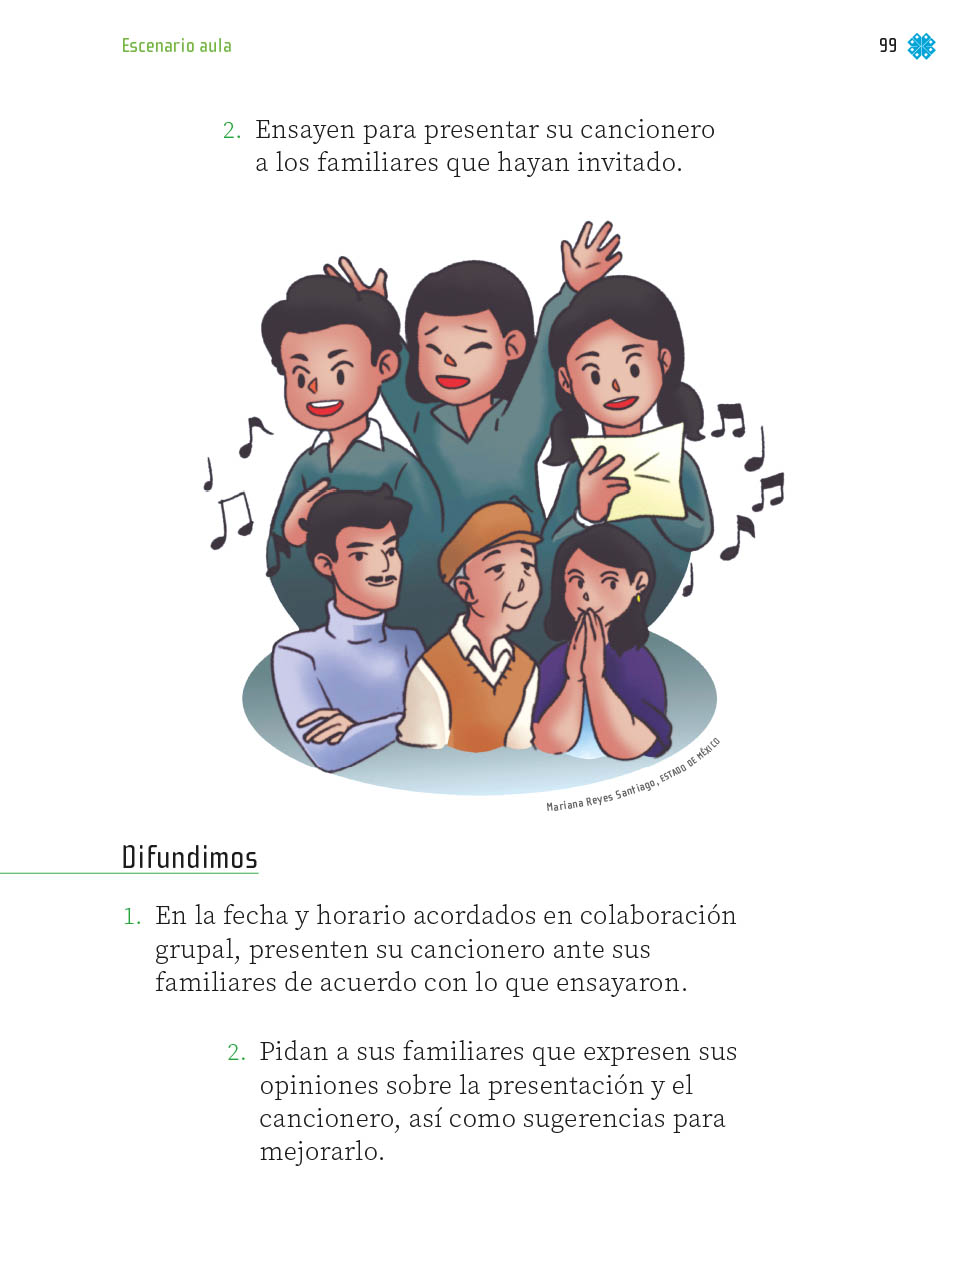 Escenario aula
99
2. Ensayen para presentar su cancionero
a los familiares que hayan invitado.
Mariana Reyes Santiago, ESTADO DE MÉXICO
Difundimos
1. En la fecha y horario acordados en colaboración
grupal, presenten su cancionero ante sus
familiares de acuerdo con lo que ensayaron.
2. Pidan a sus familiares que expresen sus
opiniones sobre la presentación y el
cancionero, así como sugerencias para
mejorarlo.